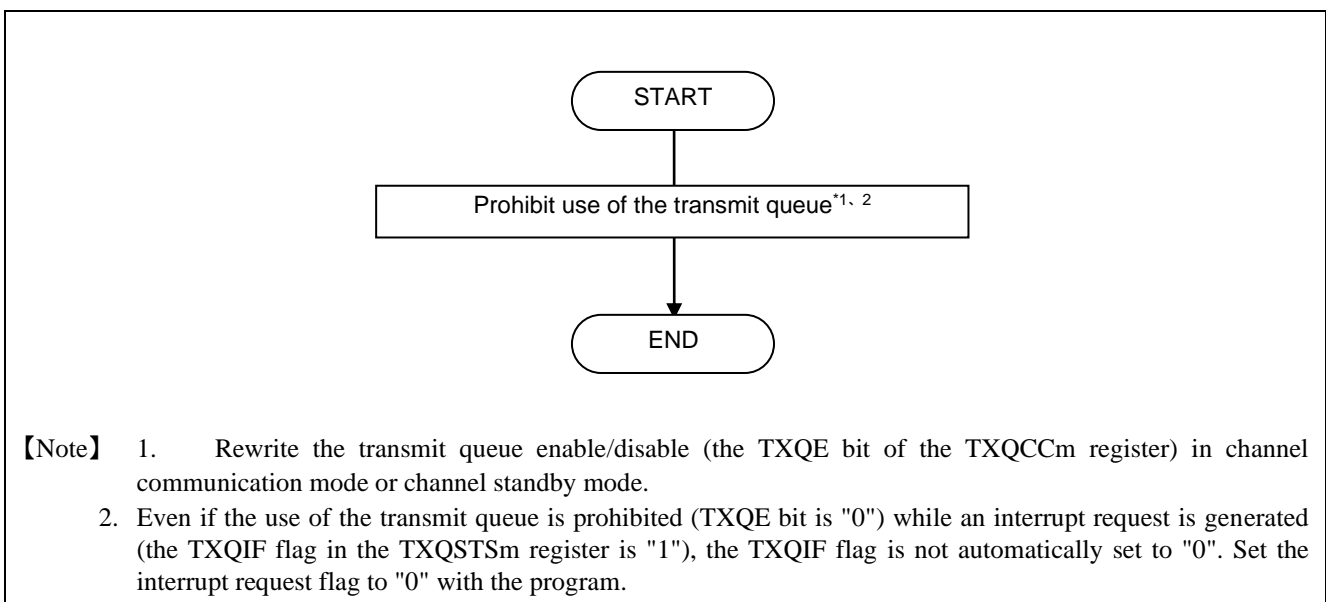 START
Prohibit use of the transmit queue*1、2
END
【Note】 1. Rewrite the transmit queue enable/disable (the TXQE bit of the TXQCCm register) in channel
communication mode or channel standby mode.
2. Even if the use of the transmit queue is prohibited (TXQE bit is "0") while an interrupt request is generated
(the TXQIF flag in the TXQSTSm register is "1"), the TXQIF flag is not automatically set to "0". Set the
interrupt request flag to "0" with the program.